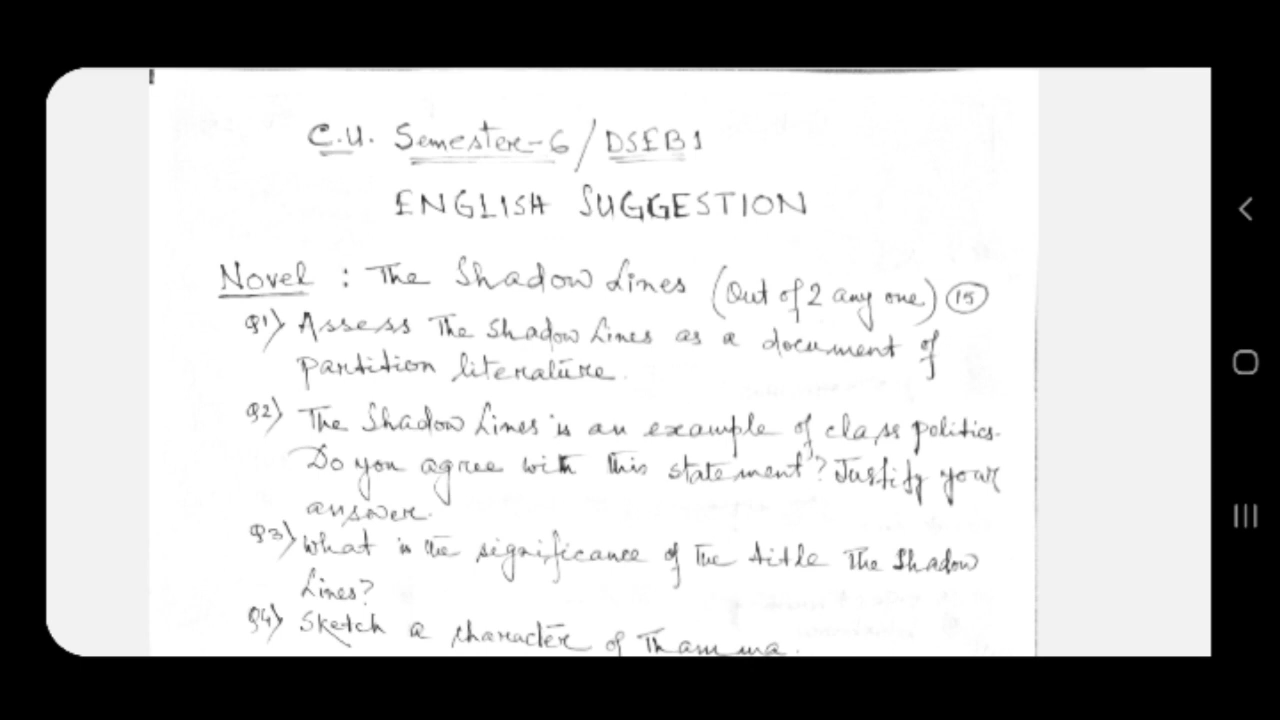 C.U. Semester-6/DSEB1
ENGLISH SUGGESTION
Novel : The Shadow Lines (Out of 2 any one) 15
Q1) Assess The Shadow Lines as a document of
partition literature.
Q2) The Shadow Lines is an example of class politics.
Do you agree with this statement? Justify your
answer.
Q3) What is the significance of the title The Shadow
Lines?
Q4) Sketch a character of Thamma.